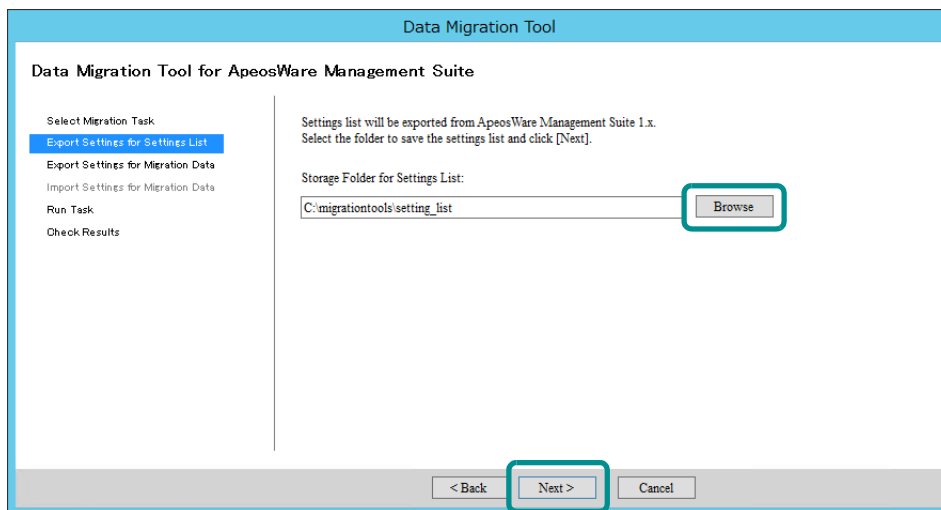 Data Migration Tool
Data Migration Tool for ApeosWare Management Suite
Select Migration Task
Export Settings for Settings List
Export Settings for Migration Data
Import Settings for Migration Data
Run Task
Check Results
Settings list will be exported from ApeosWare Management Suite 1.x.
Select the folder to save the settings list and click [Next].
Storage Folder for Settings List:
C:\migrationtools\setting_list
Browse
< Back
Next >
Cancel